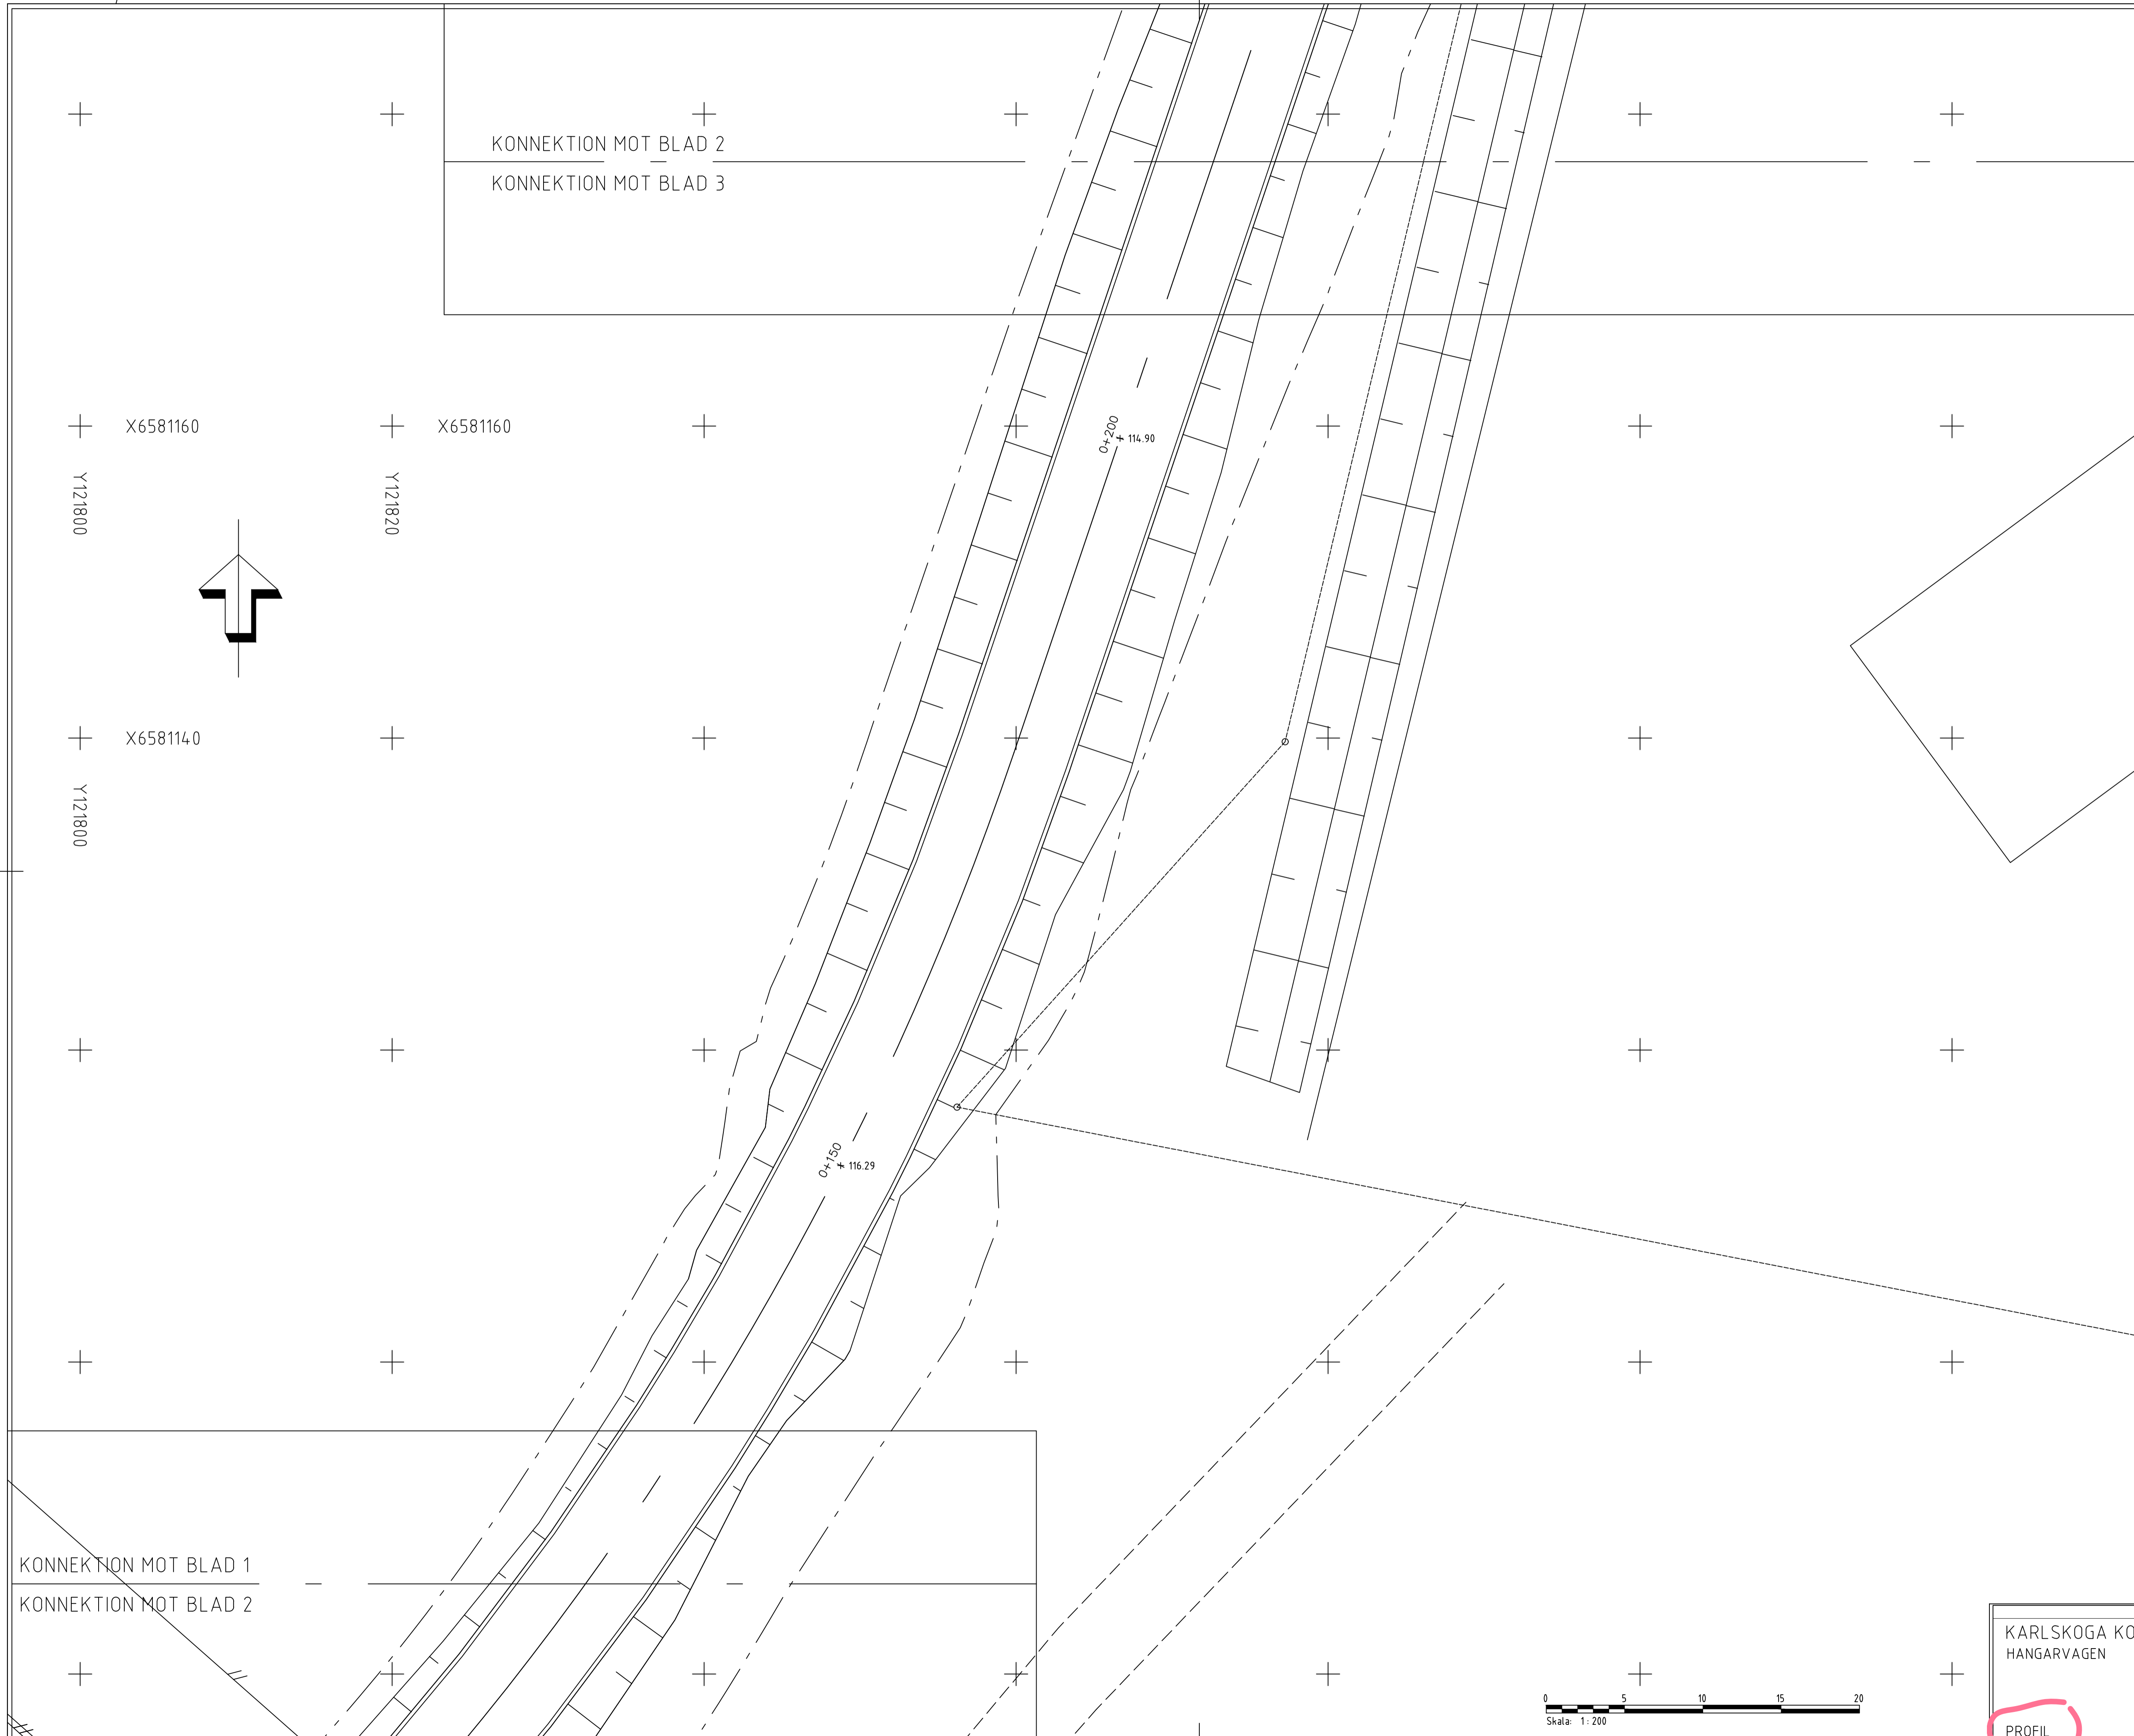 KONNEKTION MOT BLAD 2
KONNEKTION MOT BLAD 3
X6581160
X6581160
Y121800
Y121820
0+200
114.90
X6581140
Y121800
0+150
116.29
KONNEKTION MOT BLAD 1
KONNEKTION MOT BLAD 2
0 5 10 15 20
Skala: 1:200
KARLSKOGA KO
HANGARVAGEN
PROFIL